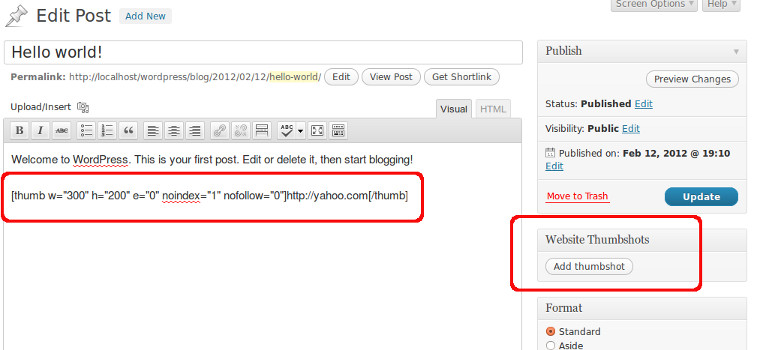 Screen Options Help
Edit Post Add New
Hello world!
Permalink: http://localhost/wordpress/blog/2012/02/12/hello-world/ Edit View Post Get Shortlink
Upload/Insert
Visual HTML
B I ABC ABC
Welcome to WordPress. This is your first post. Edit or delete it, then start blogging!
[thumb w="300" h="200" e="0" noindex="1" nofollow="0"]http://yahoo.com[/thumb]
Publish
Preview Changes
Status: Published Edit
Visibility: Public Edit
Published on: Feb 12, 2012 @ 19:10
Edit
Move to Trash Update
Website Thumbshots
Add thumbshot
Format
Standard
Aside